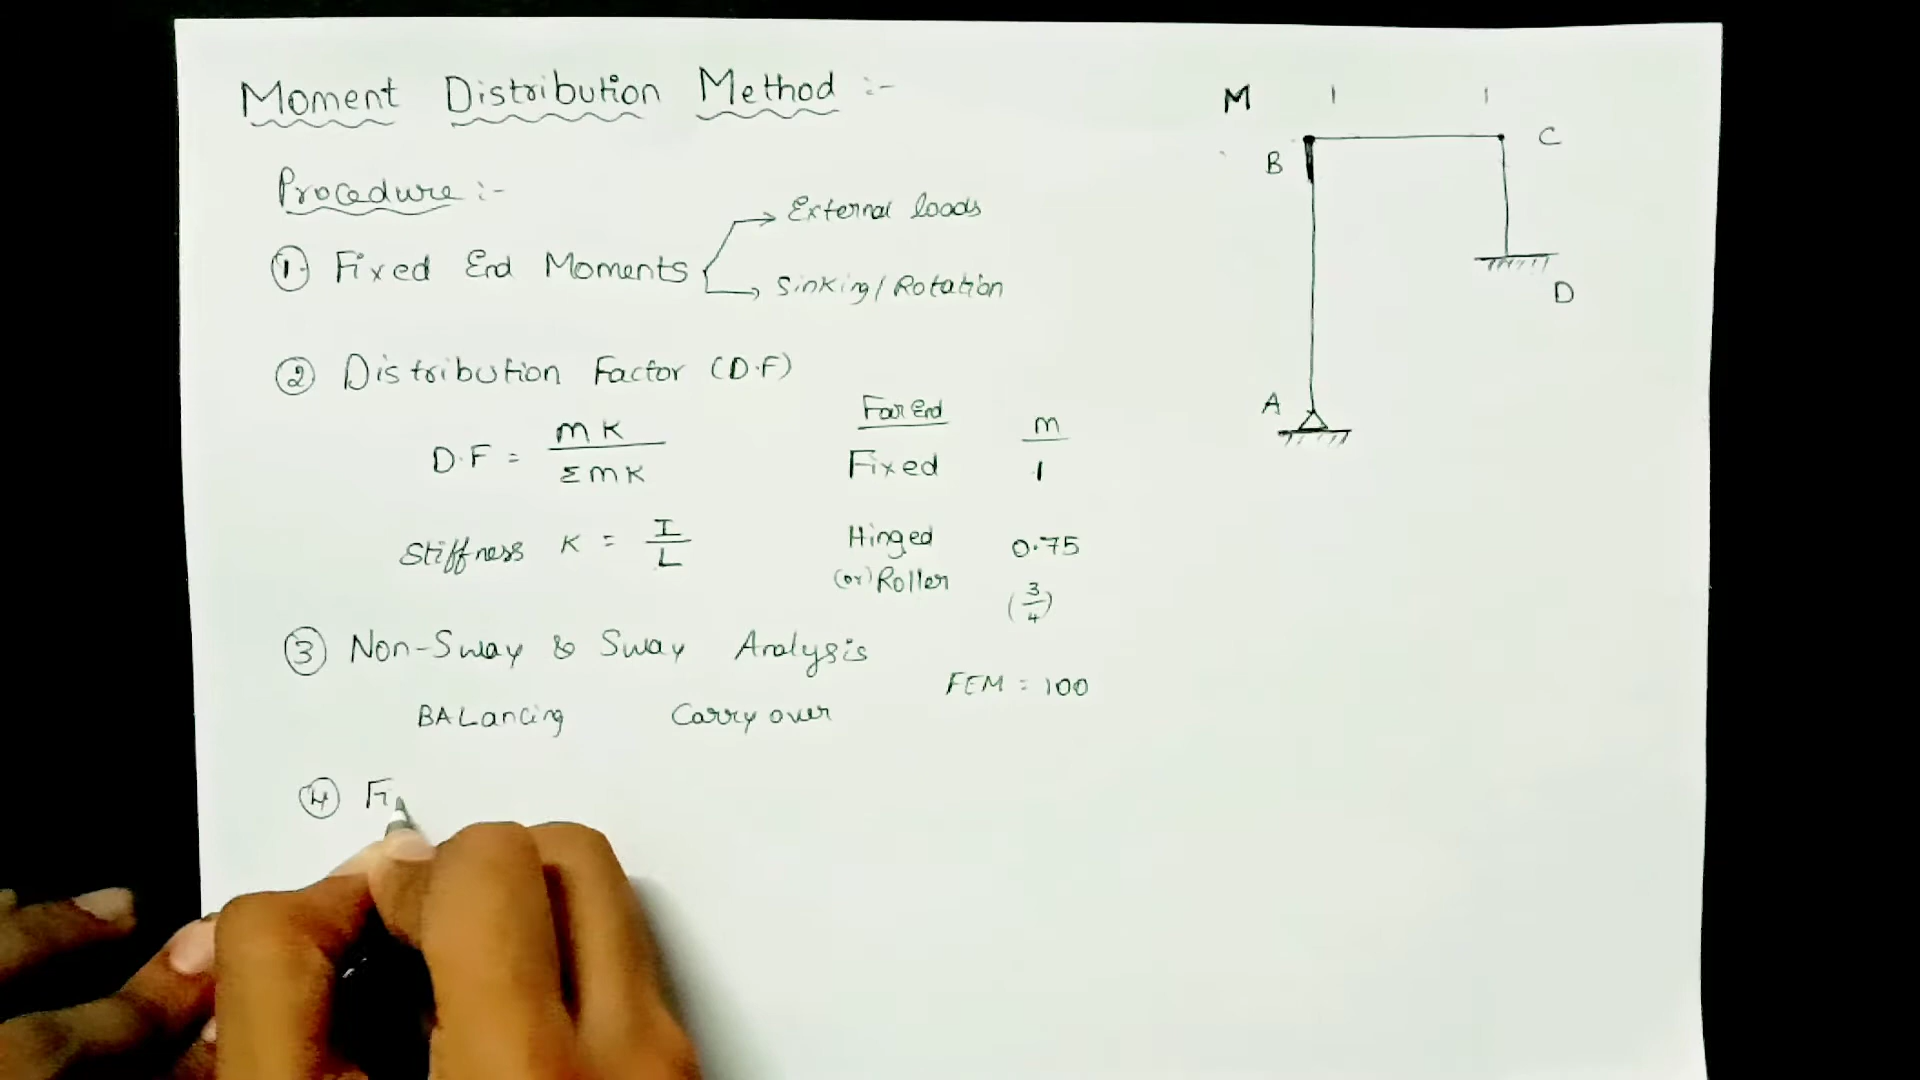 Moment Distribution Method :-
Procedure :-
External loads
① Fixed End Moments
Sinking / Rotation
② Distribution Factor (D.F)
D.F = mK / ΣmK
Far End m
Fixed 1
Stiffness K = I / L
Hinged 0.75
(or) Roller (3/4)
③ Non-Sway & Sway Analysis
FEM = 100
BALancing Carry over
④ Fi
M
B
C
D
A